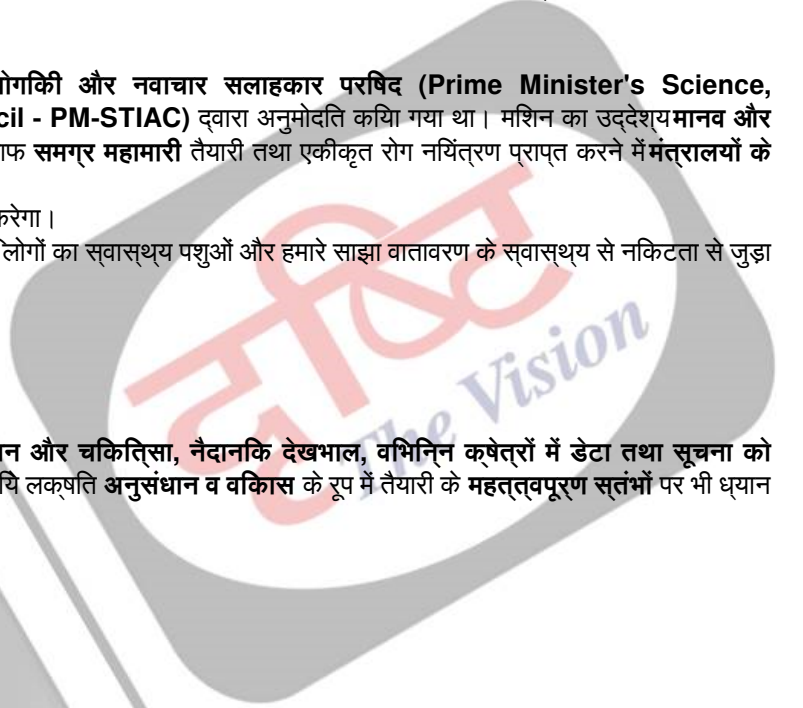 ोगकिी और नवाचार सलाहकार परषिद (Prime Minister's Science,
cil - PM-STIAC) द्वारा अनुमोदति कयिा गया था। मशिन का उद्देश्य मानव और
ाफ समग्र महामारी तैयारी तथा एकीकृत रोग नयिंत्रण प्राप्त करने में मंत्रालयों के
करेगा।
लोगों का स्वास्थ्य पशुओं और हमारे साझा वातावरण के स्वास्थ्य से नकिटता से जुड़ा
दृष्टि
The Vision
ान और चकितिसा, नैदानकि देखभाल, वभिनि्न क्षेत्रों में डेटा तथा सूचना को
लयि लक्षति अनुसंधान व वकिास के रूप में तैयारी के महत्त्वपूर्ण स्तंभों पर भी ध्यान